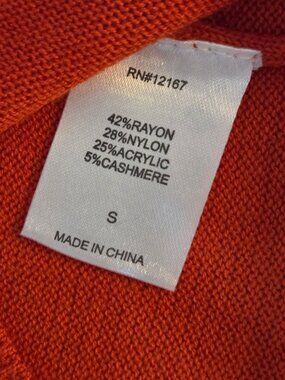 RN#12167
42%RAYON
28%NYLON
25%ACRYLIC
5%CASHMERE
S
MADE IN CHINA